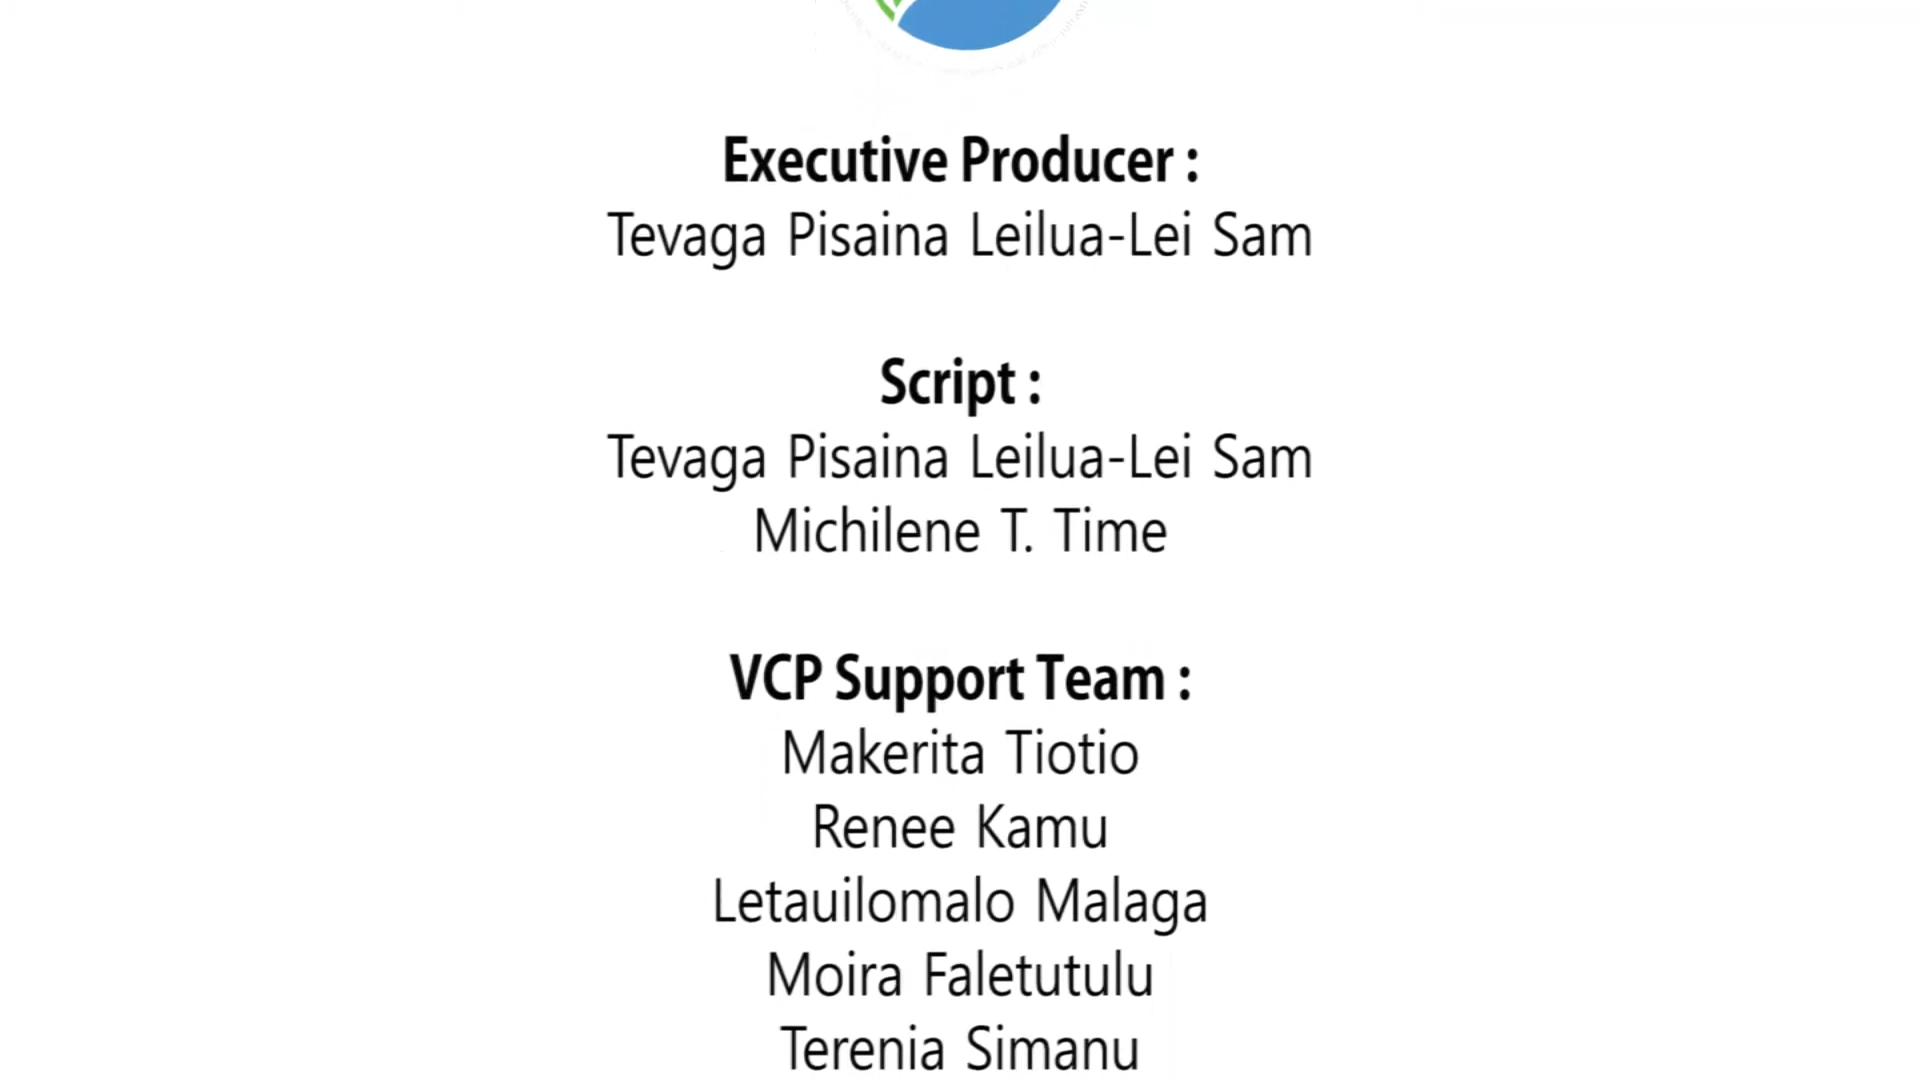 Executive Producer :
Tevaga Pisaina Leilua-Lei Sam
Script :
Tevaga Pisaina Leilua-Lei Sam
Michilene T. Time
VCP Support Team :
Makerita Tiotio
Renee Kamu
Letauilomalo Malaga
Moira Faletutulu
Terenia Simanu